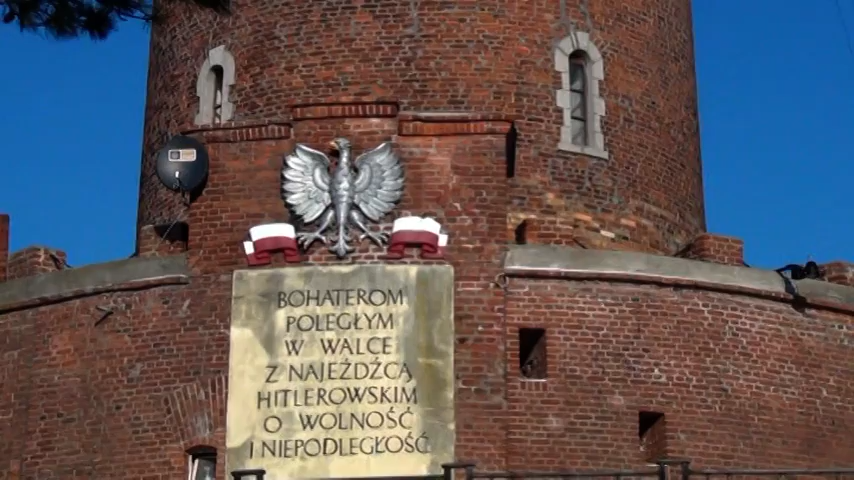 BOHATEROM
POLEGŁYM
W WALCE
Z NAJEŹDŹCĄ
HITLEROWSKIM
O WOLNOŚĆ
I NIEPODLEGŁOŚĆ